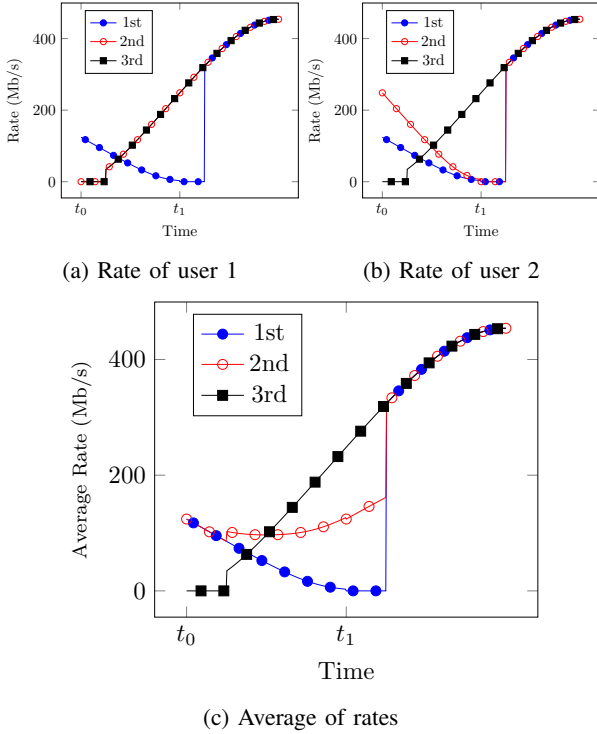 400
200
0
Rate (Mb/s)
1st
2nd
3rd
t₀
t₁
Time
(a) Rate of user 1
400
200
0
Rate (Mb/s)
1st
2nd
3rd
t₀
t₁
Time
(b) Rate of user 2
400
200
0
Average Rate (Mb/s)
1st
2nd
3rd
t₀
t₁
Time
(c) Average of rates